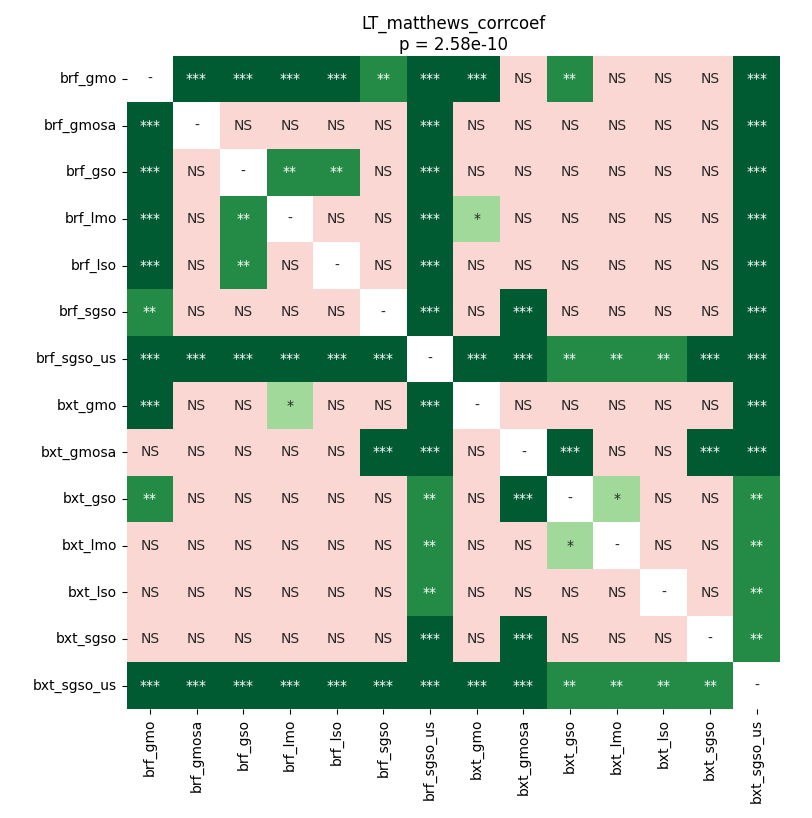 LT_matthews_corrcoef
p = 2.58e-10
brf_gmo - *** *** *** *** ** *** *** NS ** NS NS NS ***
brf_gmosa *** - NS NS NS NS *** NS NS NS NS NS NS ***
brf_gso *** NS - ** ** NS *** NS NS NS NS NS NS ***
brf_lmo *** NS ** - NS NS *** * NS NS NS NS NS ***
brf_lso *** NS ** NS - NS *** NS NS NS NS NS NS ***
brf_sgso ** NS NS NS NS - *** NS *** NS NS NS NS ***
brf_sgso_us *** *** *** *** *** *** - *** *** ** ** ** *** ***
bxt_gmo *** NS NS * NS NS *** - NS NS NS NS NS ***
bxt_gmosa NS NS NS NS NS *** *** NS - *** NS NS *** ***
bxt_gso ** NS NS NS NS NS ** NS *** - * NS NS **
bxt_lmo NS NS NS NS NS NS ** NS NS * - NS NS **
bxt_lso NS NS NS NS NS NS ** NS NS NS NS - NS **
bxt_sgso NS NS NS NS NS NS *** NS *** NS NS NS - **
bxt_sgso_us *** *** *** *** *** *** *** *** *** ** ** ** ** -
brf_gmo brf_gmosa brf_gso brf_lmo brf_lso brf_sgso brf_sgso_us bxt_gmo bxt_gmosa bxt_gso bxt_lmo bxt_lso bxt_sgso bxt_sgso_us